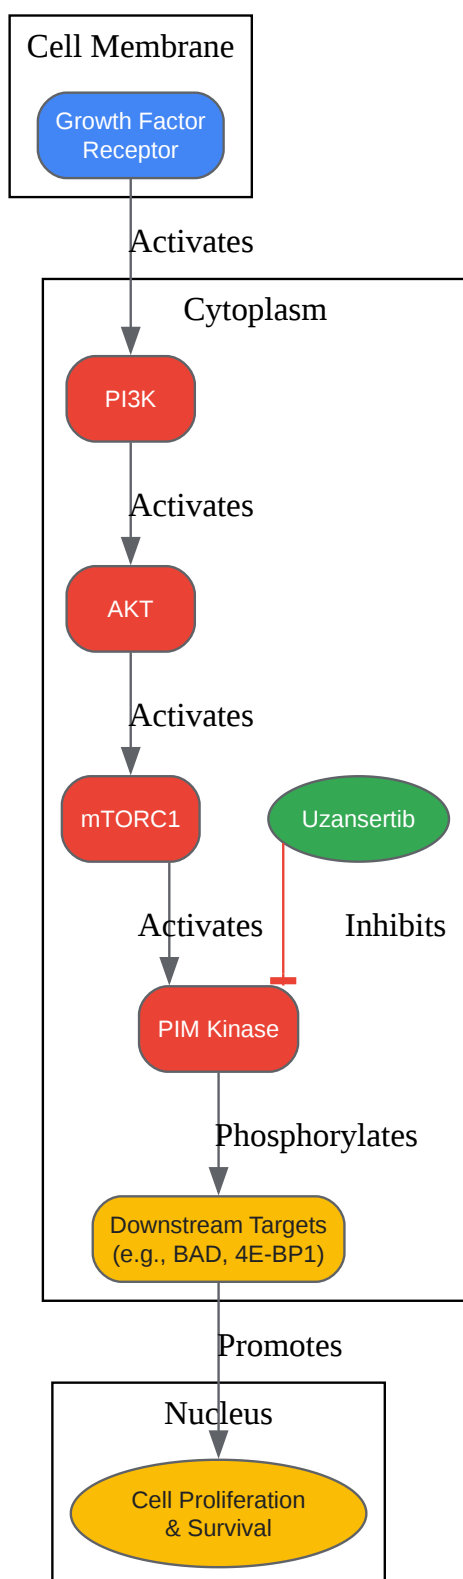 Cell Membrane
Growth Factor
Receptor
Activates
Cytoplasm
PI3K
Activates
AKT
Activates
mTORC1
Uzansertib
Activates
Inhibits
PIM Kinase
Phosphorylates
Downstream Targets
(e.g., BAD, 4E-BP1)
Promotes
Nucleus
Cell Proliferation
& Survival